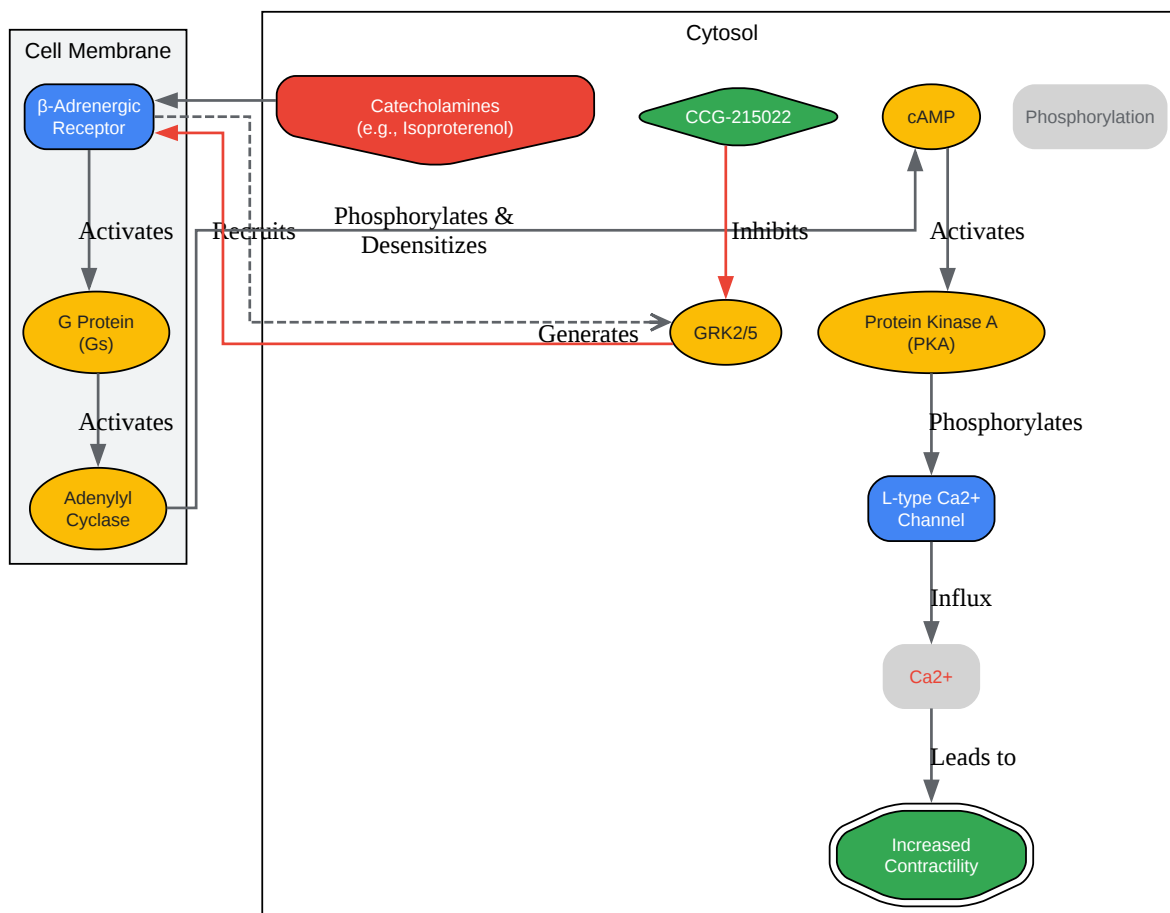 Cell Membrane
Cytosol
β-Adrenergic
Receptor
Catecholamines
(e.g., Isoproterenol)
CCG-215022
cAMP
Phosphorylation
Activates
Recruits
Phosphorylates &
Desensitizes
Inhibits
Activates
G Protein
(Gs)
Generates
GRK2/5
Protein Kinase A
(PKA)
Activates
Phosphorylates
Adenylyl
Cyclase
L-type Ca2+
Channel
Influx
Ca2+
Leads to
Increased
Contractility